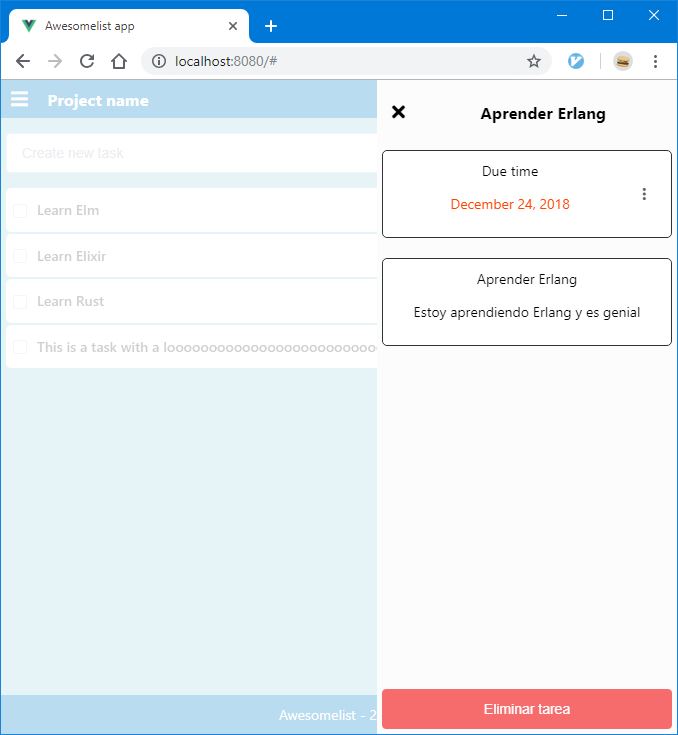 Awesomelist app
localhost:8080/#
Project name
Create new task
Learn Elm
Learn Elixir
Learn Rust
This is a task with a looooooooooooooooooooooooo
Awesomelist - 2
Aprender Erlang
Due time
December 24, 2018
Aprender Erlang
Estoy aprendiendo Erlang y es genial
Eliminar tarea